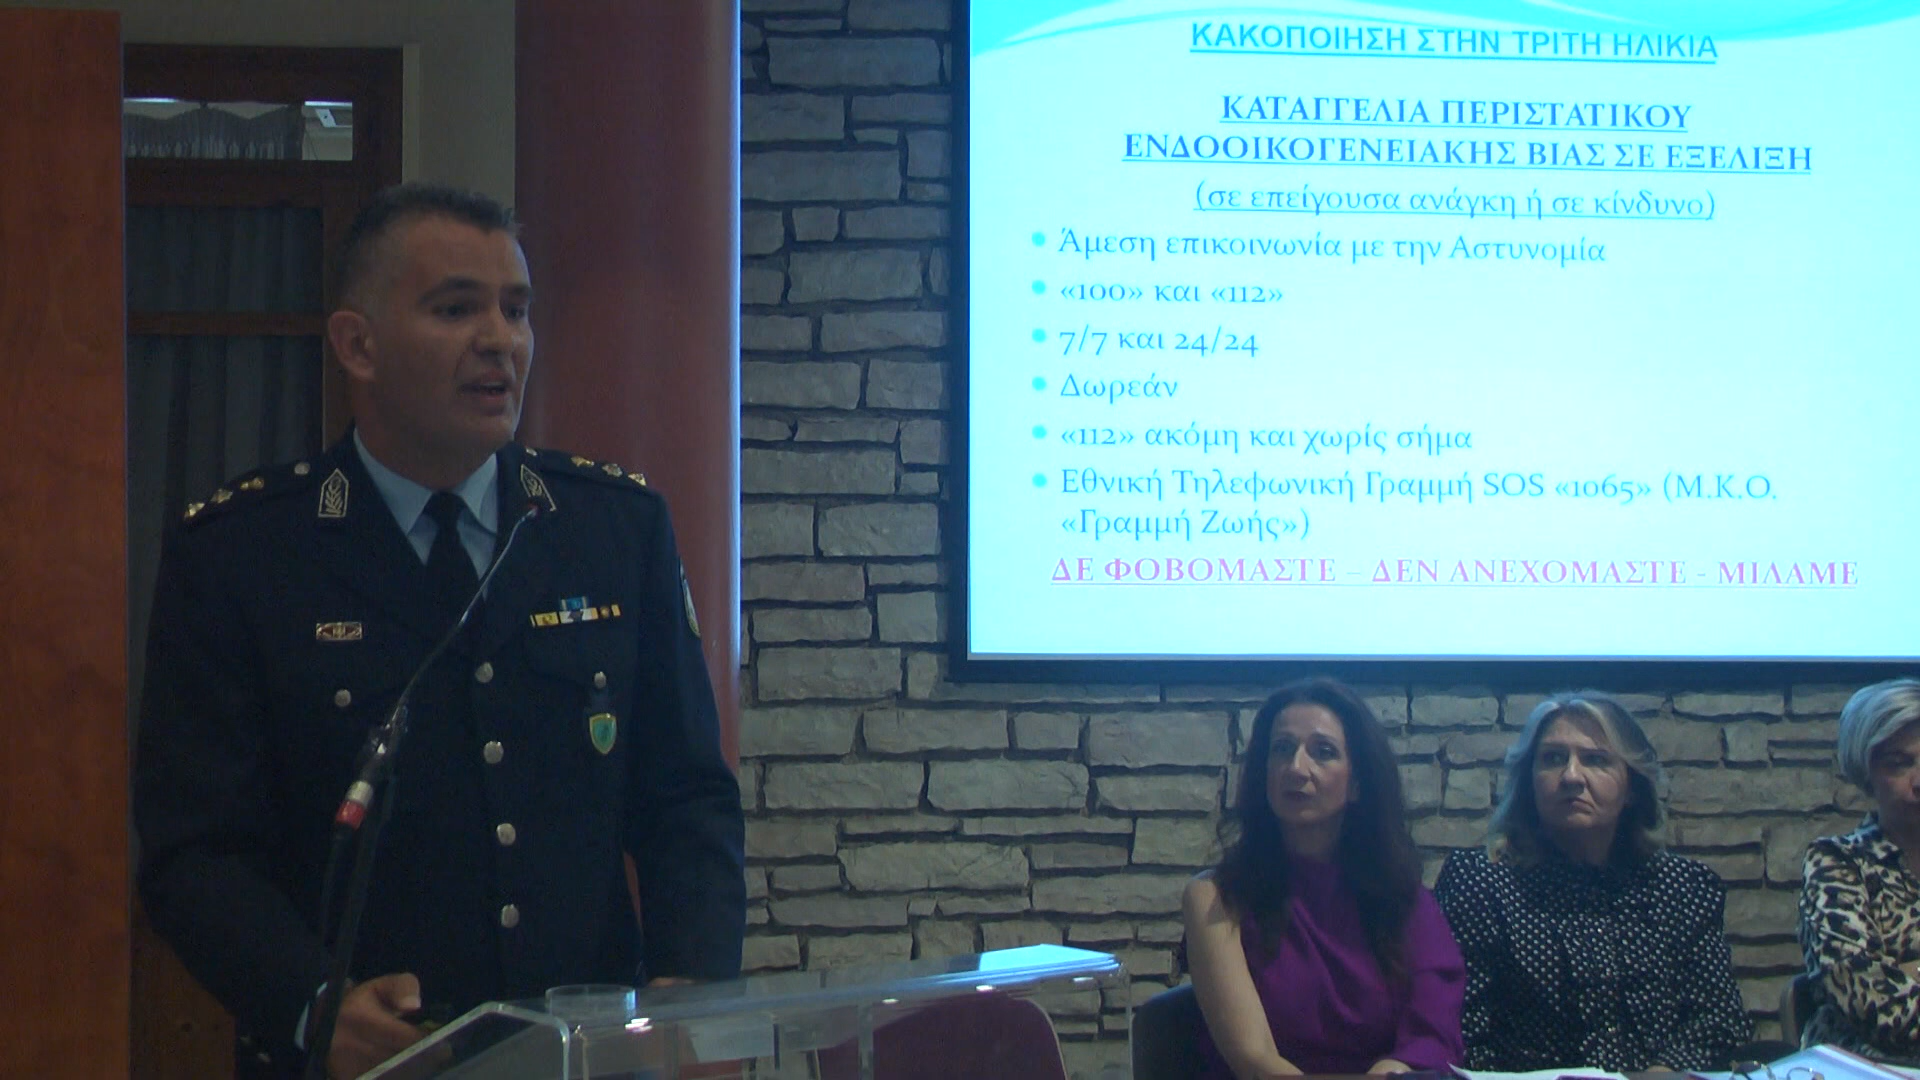 ΚΑΚΟΠΟΙΗΣΗ ΣΤΗΝ ΤΡΙΤΗ ΗΛΙΚΙΑ
ΚΑΤΑΓΓΕΛΙΑ ΠΕΡΙΣΤΑΤΙΚΟΥ
ΕΝΔΟΟΙΚΟΓΕΝΕΙΑΚΗΣ ΒΙΑΣ ΣΕ ΕΞΕΛΙΞΗ
(σε επείγουσα ανάγκη ή σε κίνδυνο)
• Άμεση επικοινωνία με την Αστυνομία
• «100» και «112»
• 7/7 και 24/24
• Δωρεάν
• «112» ακόμη και χωρίς σήμα
• Εθνική Τηλεφωνική Γραμμή SOS «1065» (Μ.Κ.Ο.
«Γραμμή Ζωής»)
ΔΕ ΦΟΒΟΜΑΣΤΕ – ΔΕΝ ΑΝΕΧΟΜΑΣΤΕ - ΜΙΛΑΜΕ